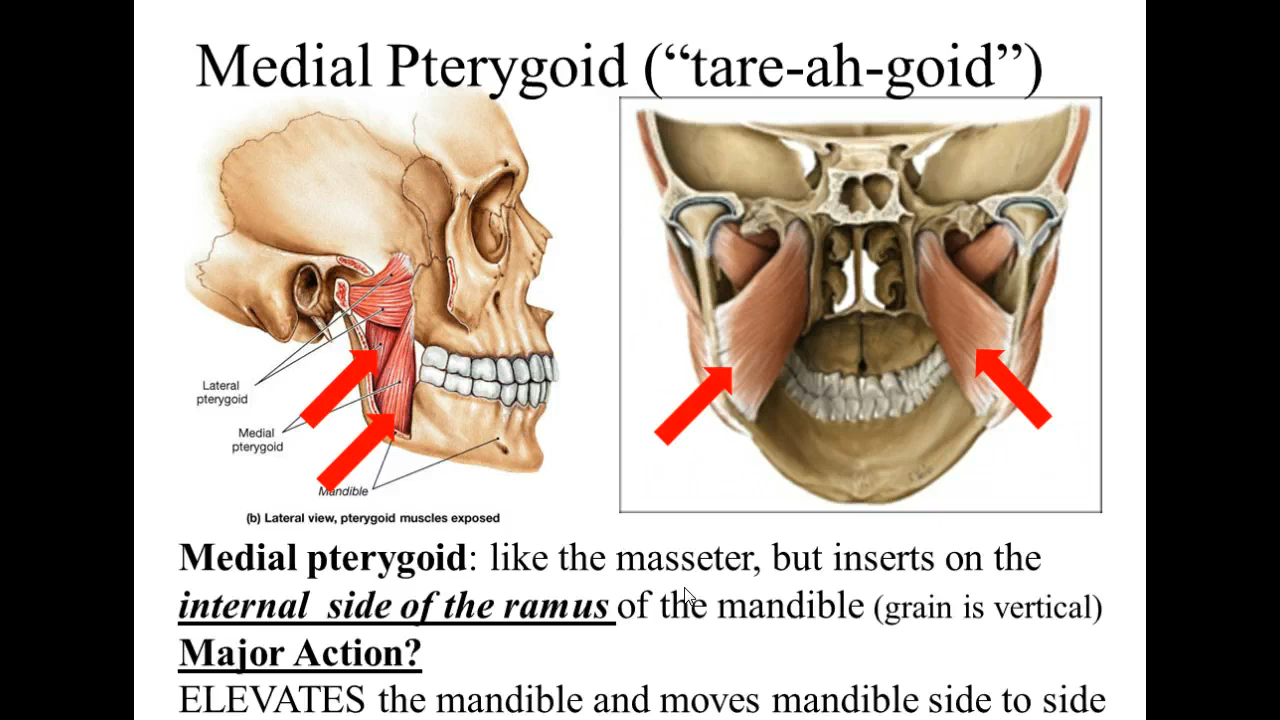 Medial Pterygoid (“tare-ah-goid”)
Lateral
pterygoid
Medial
pterygoid
Mandible
(b) Lateral view, pterygoid muscles exposed
Medial pterygoid: like the masseter, but inserts on the
internal side of the ramus of the mandible (grain is vertical)
Major Action?
ELEVATES the mandible and moves mandible side to side